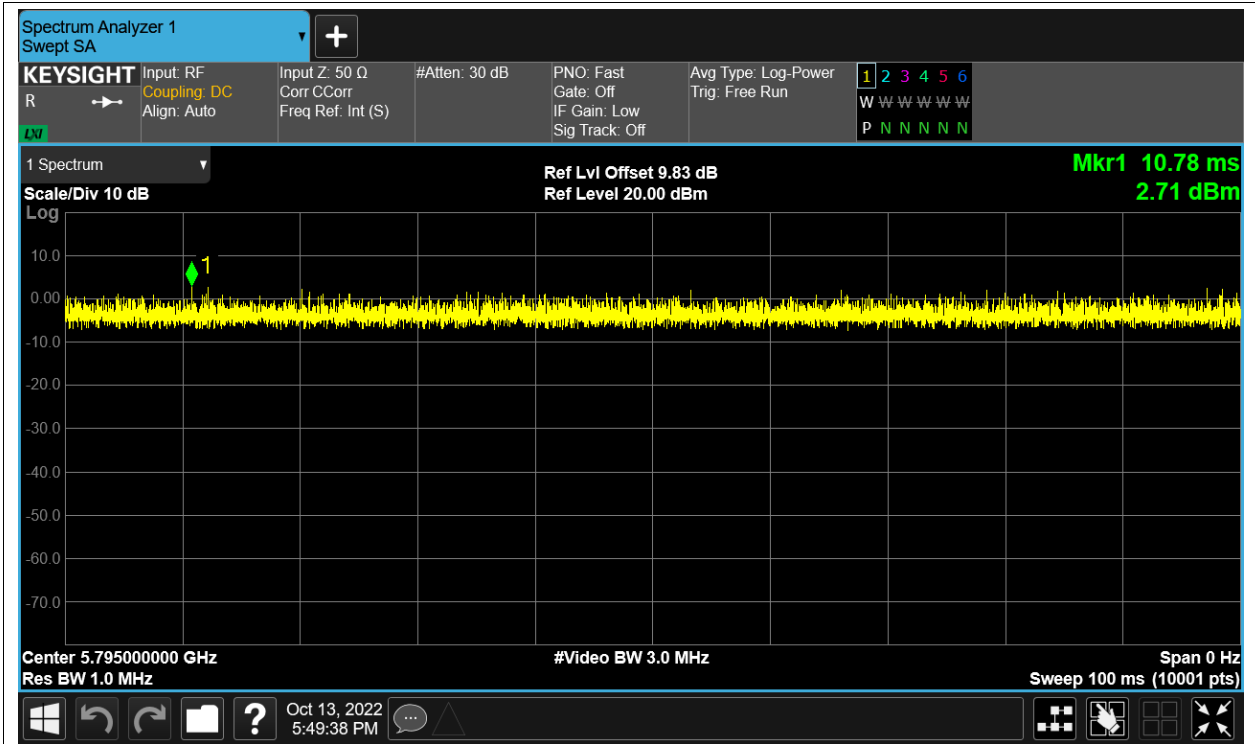 Spectrum Analyzer 1
Swept SA
+
KEYSIGHT
R
LXI
Input: RF
Coupling: DC
Align: Auto
Input Z: 50 Ω
Corr CCorr
Freq Ref: Int (S)
#Atten: 30 dB
PNO: Fast
Gate: Off
IF Gain: Low
Sig Track: Off
Avg Type: Log-Power
Trig: Free Run
1 2 3 4 5 6
W W W W W W
P N N N N N
1 Spectrum
Scale/Div 10 dB
Log
Ref Lvl Offset 9.83 dB
Ref Level 20.00 dBm
Mkr1 10.78 ms
2.71 dBm
1
10.0
0.00
-10.0
-20.0
-30.0
-40.0
-50.0
-60.0
-70.0
Center 5.795000000 GHz
Res BW 1.0 MHz
#Video BW 3.0 MHz
Span 0 Hz
Sweep 100 ms (10001 pts)
?
Oct 13, 2022
5:49:38 PM